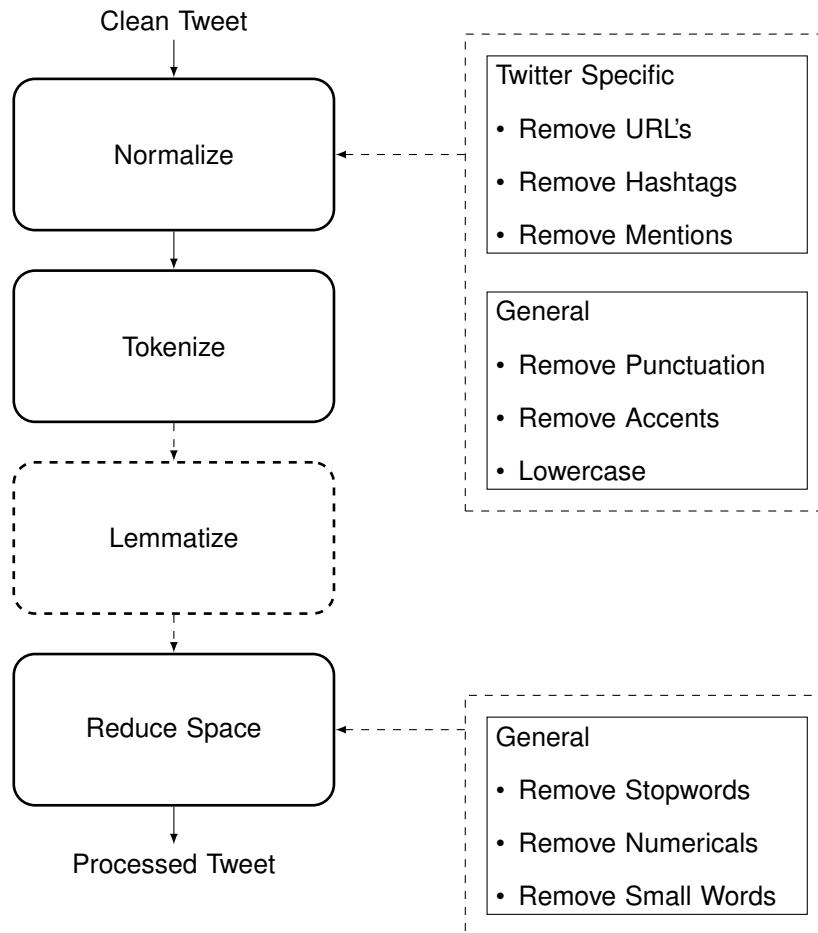 Clean Tweet
Normalize
Tokenize
Lemmatize
Reduce Space
Processed Tweet
Twitter Specific
• Remove URL's
• Remove Hashtags
• Remove Mentions
General
• Remove Punctuation
• Remove Accents
• Lowercase
General
• Remove Stopwords
• Remove Numericals
• Remove Small Words